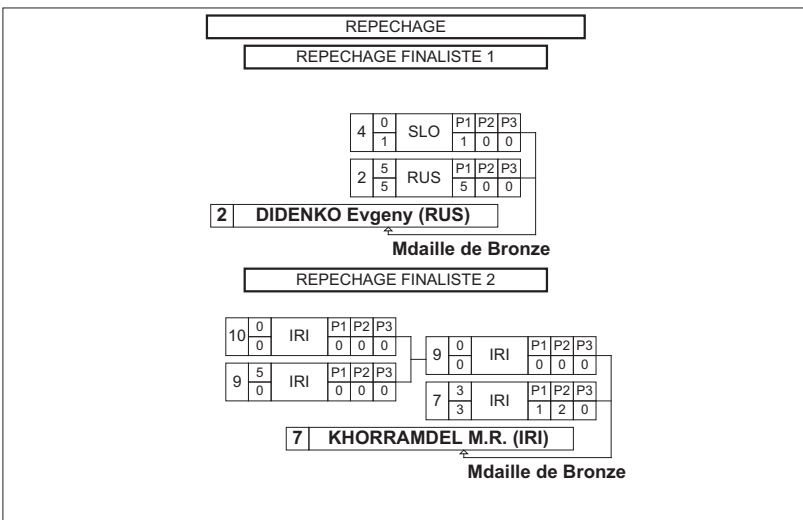 REPECHAGE
REPECHAGE FINALISTE 1
4 0 SLO P1 P2 P3
1 1 0 0
2 5 RUS P1 P2 P3
5 5 0 0
2 DIDENKO Evgeny (RUS)
Mdaille de Bronze
REPECHAGE FINALISTE 2
10 0 IRI P1 P2 P3
0 0 0 0
9 5 IRI P1 P2 P3
0 0 0 0
9 0 IRI P1 P2 P3
0 0 0 0
7 3 IRI P1 P2 P3
3 1 2 0
7 KHORRAMDEL M.R. (IRI)
Mdaille de Bronze